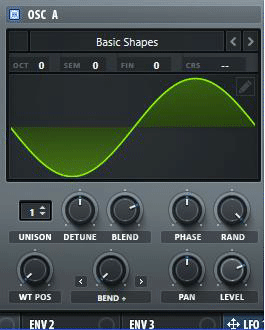 OSC A
Basic Shapes
OCT 0 SEM 0 FIN 0 CRS --
1
UNISON DETUNE BLEND PHASE RAND
WT POS BEND + PAN LEVEL
ENV 2 ENV 3 LFO 1